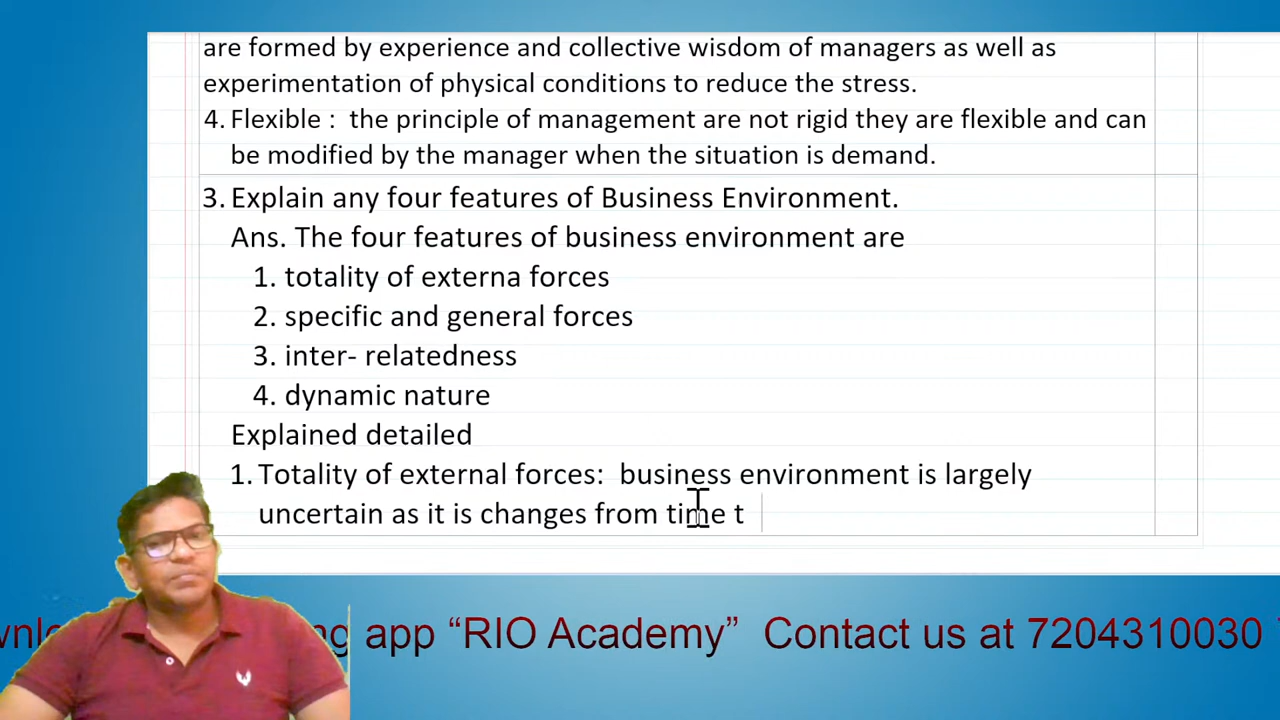 are formed by experience and collective wisdom of managers as well as
experimentation of physical conditions to reduce the stress.
4. Flexible : the principle of management are not rigid they are flexible and can
be modified by the manager when the situation is demand.
3. Explain any four features of Business Environment.
Ans. The four features of business environment are
1. totality of externa forces
2. specific and general forces
3. inter- relatedness
4. dynamic nature
Explained detailed
1. Totality of external forces: business environment is largely
uncertain as it is changes from time t
app “RIO Academy” Contact us at 7204310030